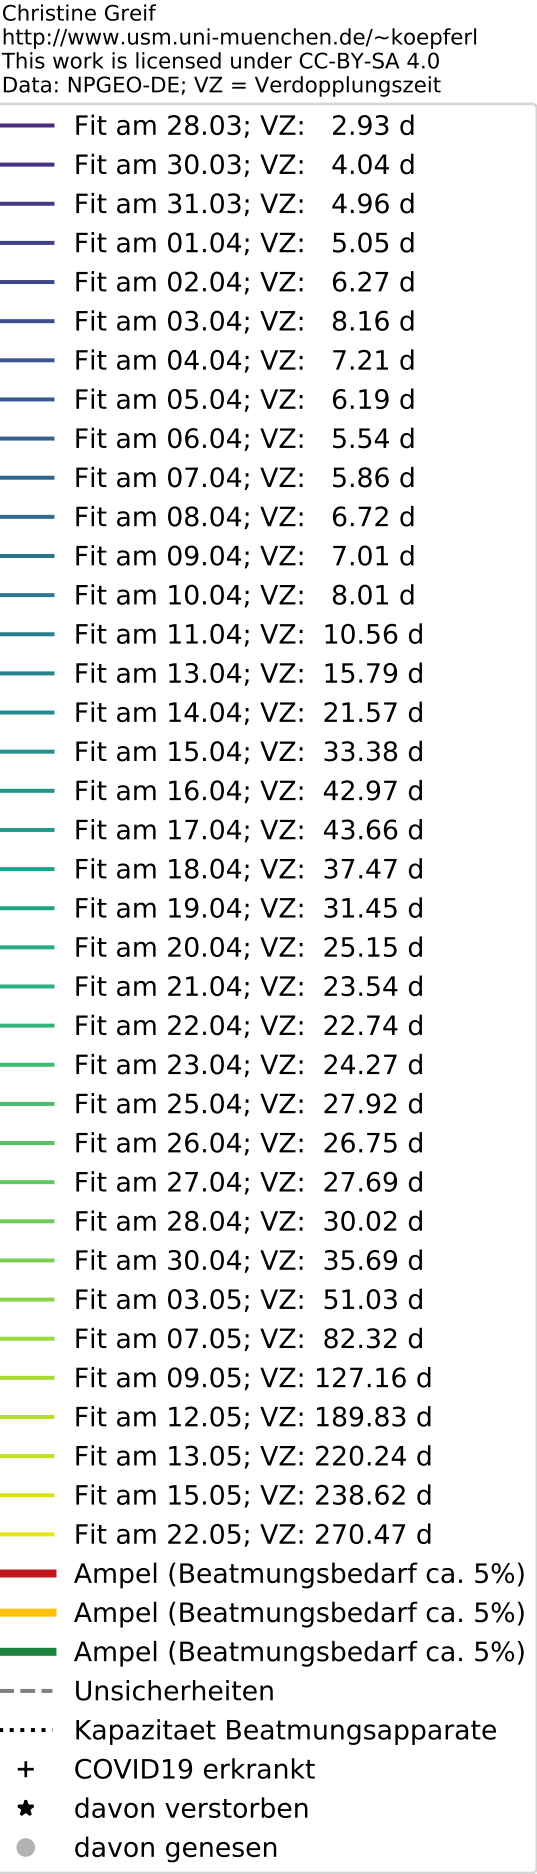 Christine Greif
http://www.usm.uni-muenchen.de/~koepferl
This work is licensed under CC-BY-SA 4.0
Data: NPGEO-DE; VZ = Verdopplungszeit
Fit am 28.03; VZ: 2.93 d
Fit am 30.03; VZ: 4.04 d
Fit am 31.03; VZ: 4.96 d
Fit am 01.04; VZ: 5.05 d
Fit am 02.04; VZ: 6.27 d
Fit am 03.04; VZ: 8.16 d
Fit am 04.04; VZ: 7.21 d
Fit am 05.04; VZ: 6.19 d
Fit am 06.04; VZ: 5.54 d
Fit am 07.04; VZ: 5.86 d
Fit am 08.04; VZ: 6.72 d
Fit am 09.04; VZ: 7.01 d
Fit am 10.04; VZ: 8.01 d
Fit am 11.04; VZ: 10.56 d
Fit am 13.04; VZ: 15.79 d
Fit am 14.04; VZ: 21.57 d
Fit am 15.04; VZ: 33.38 d
Fit am 16.04; VZ: 42.97 d
Fit am 17.04; VZ: 43.66 d
Fit am 18.04; VZ: 37.47 d
Fit am 19.04; VZ: 31.45 d
Fit am 20.04; VZ: 25.15 d
Fit am 21.04; VZ: 23.54 d
Fit am 22.04; VZ: 22.74 d
Fit am 23.04; VZ: 24.27 d
Fit am 25.04; VZ: 27.92 d
Fit am 26.04; VZ: 26.75 d
Fit am 27.04; VZ: 27.69 d
Fit am 28.04; VZ: 30.02 d
Fit am 30.04; VZ: 35.69 d
Fit am 03.05; VZ: 51.03 d
Fit am 07.05; VZ: 82.32 d
Fit am 09.05; VZ: 127.16 d
Fit am 12.05; VZ: 189.83 d
Fit am 13.05; VZ: 220.24 d
Fit am 15.05; VZ: 238.62 d
Fit am 22.05; VZ: 270.47 d
Ampel (Beatmungsbedarf ca. 5%)
Ampel (Beatmungsbedarf ca. 5%)
Ampel (Beatmungsbedarf ca. 5%)
Unsicherheiten
Kapazitaet Beatmungsapparate
COVID19 erkrankt
davon verstorben
davon genesen